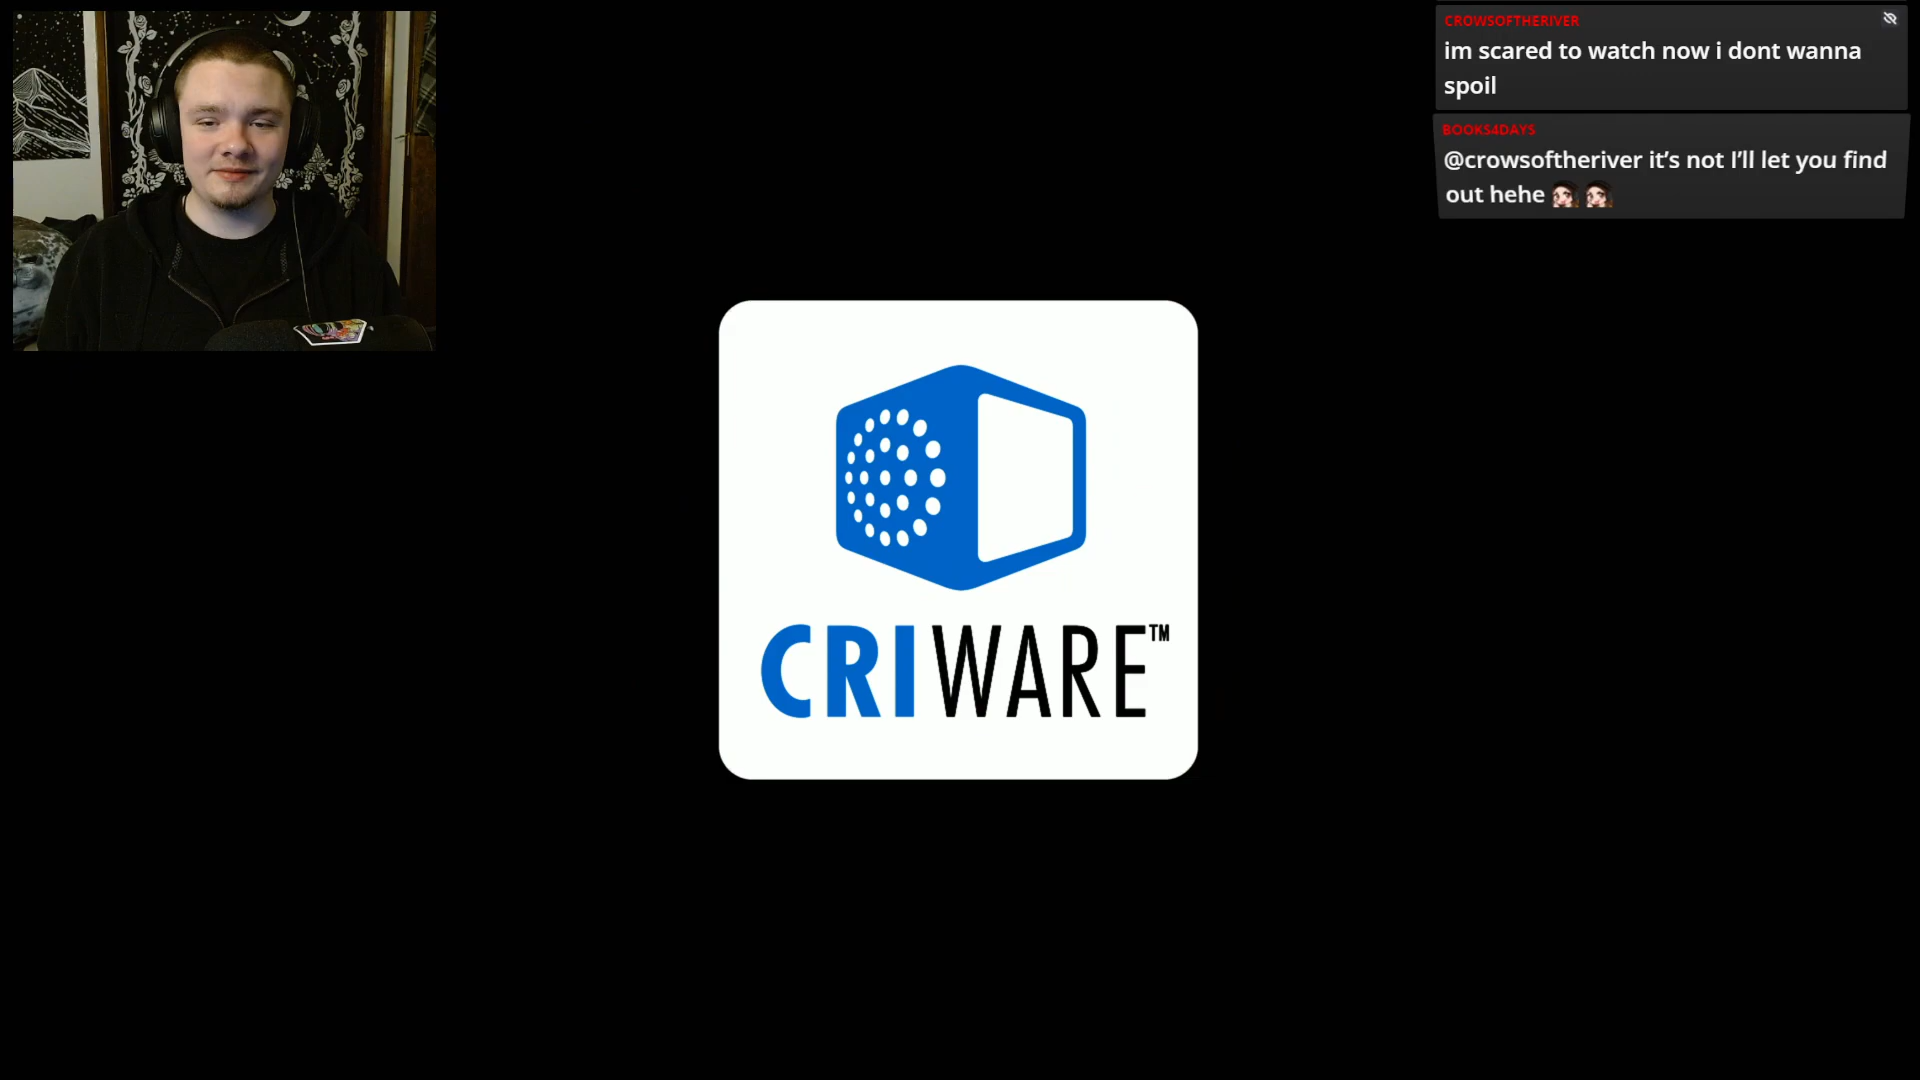 CROWSOFTHERIVER
im scared to watch now i dont wanna
spoil
BOOKS4DAYS
@crowsoftheriver it’s not I’ll let you find
out hehe
CRIWARE™